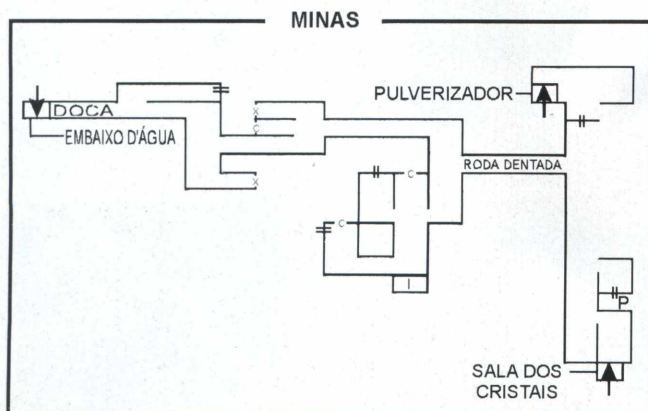 MINAS
PULVERIZADOR
DOCA
EMBAIXO D'ÁGUA
X
C
X
RODA DENTADA
C
C
I
P
SALA DOS
CRISTAIS